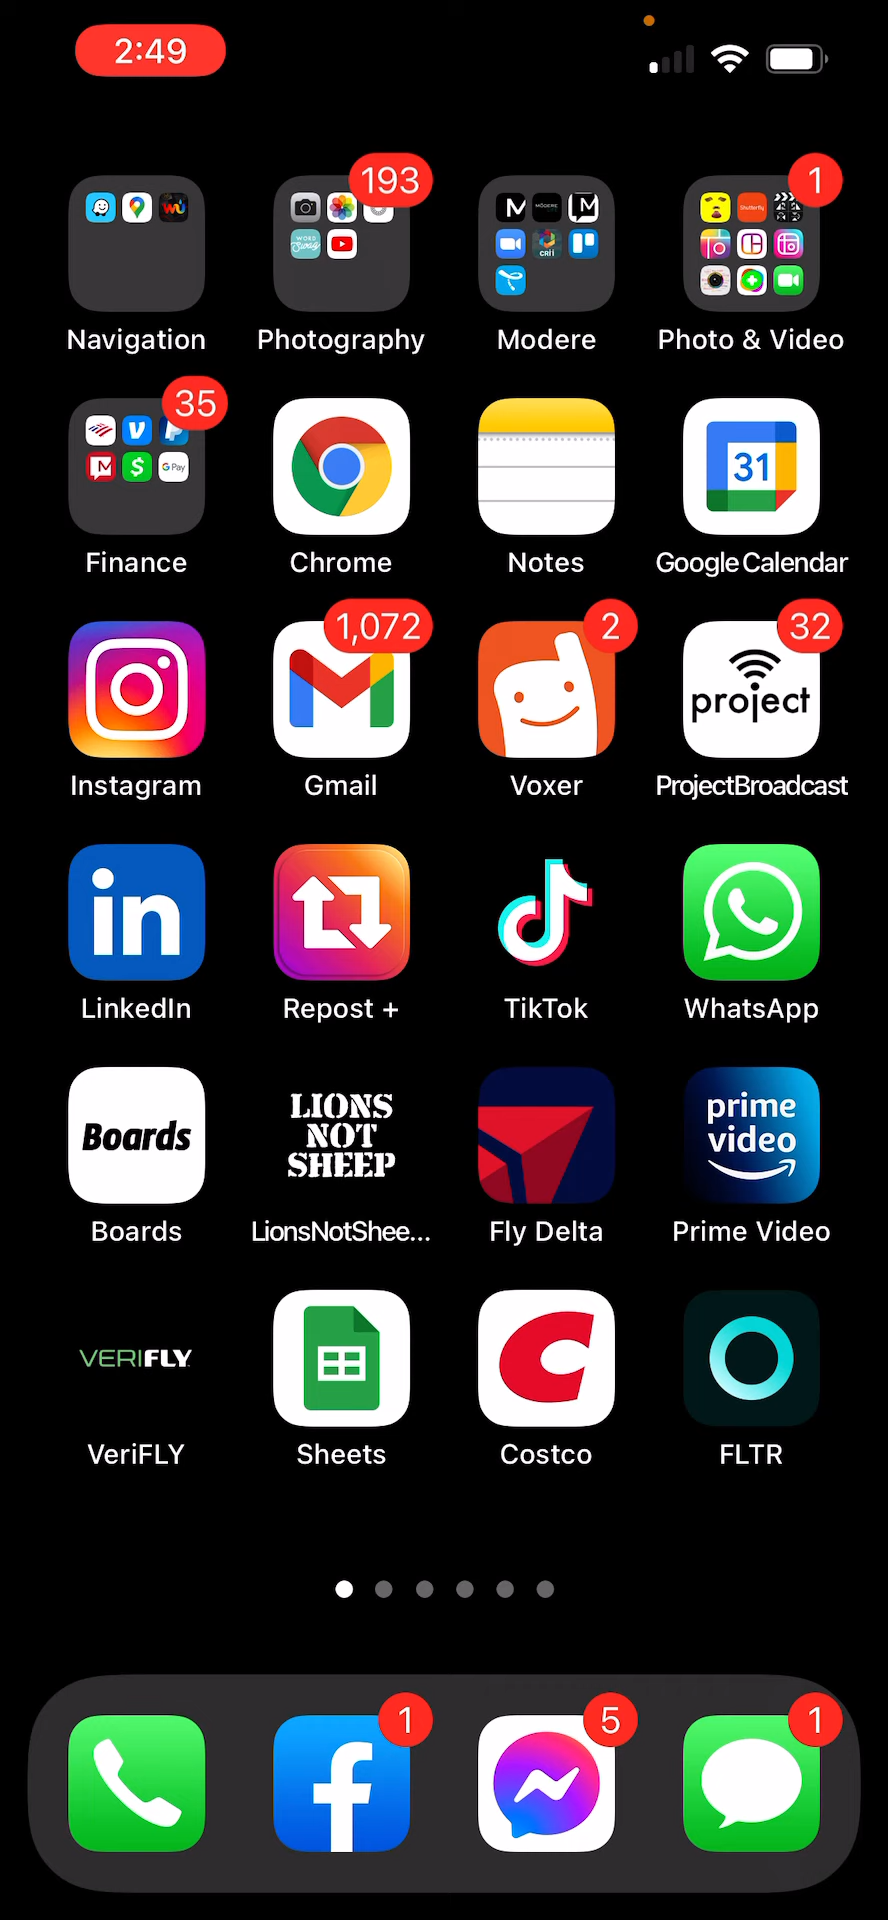 2:49
193
1
Navigation
Photography
Modere
Photo & Video
35
31
Finance
Chrome
Notes
Google Calendar
1,072
2
32
project
Instagram
Gmail
Voxer
ProjectBroadcast
in
LinkedIn
Repost +
TikTok
WhatsApp
Boards
LIONS
NOT
SHEEP
prime
video
Boards
LionsNotShee...
Fly Delta
Prime Video
VERIFLY
VeriFLY
Sheets
Costco
FLTR
1
5
1